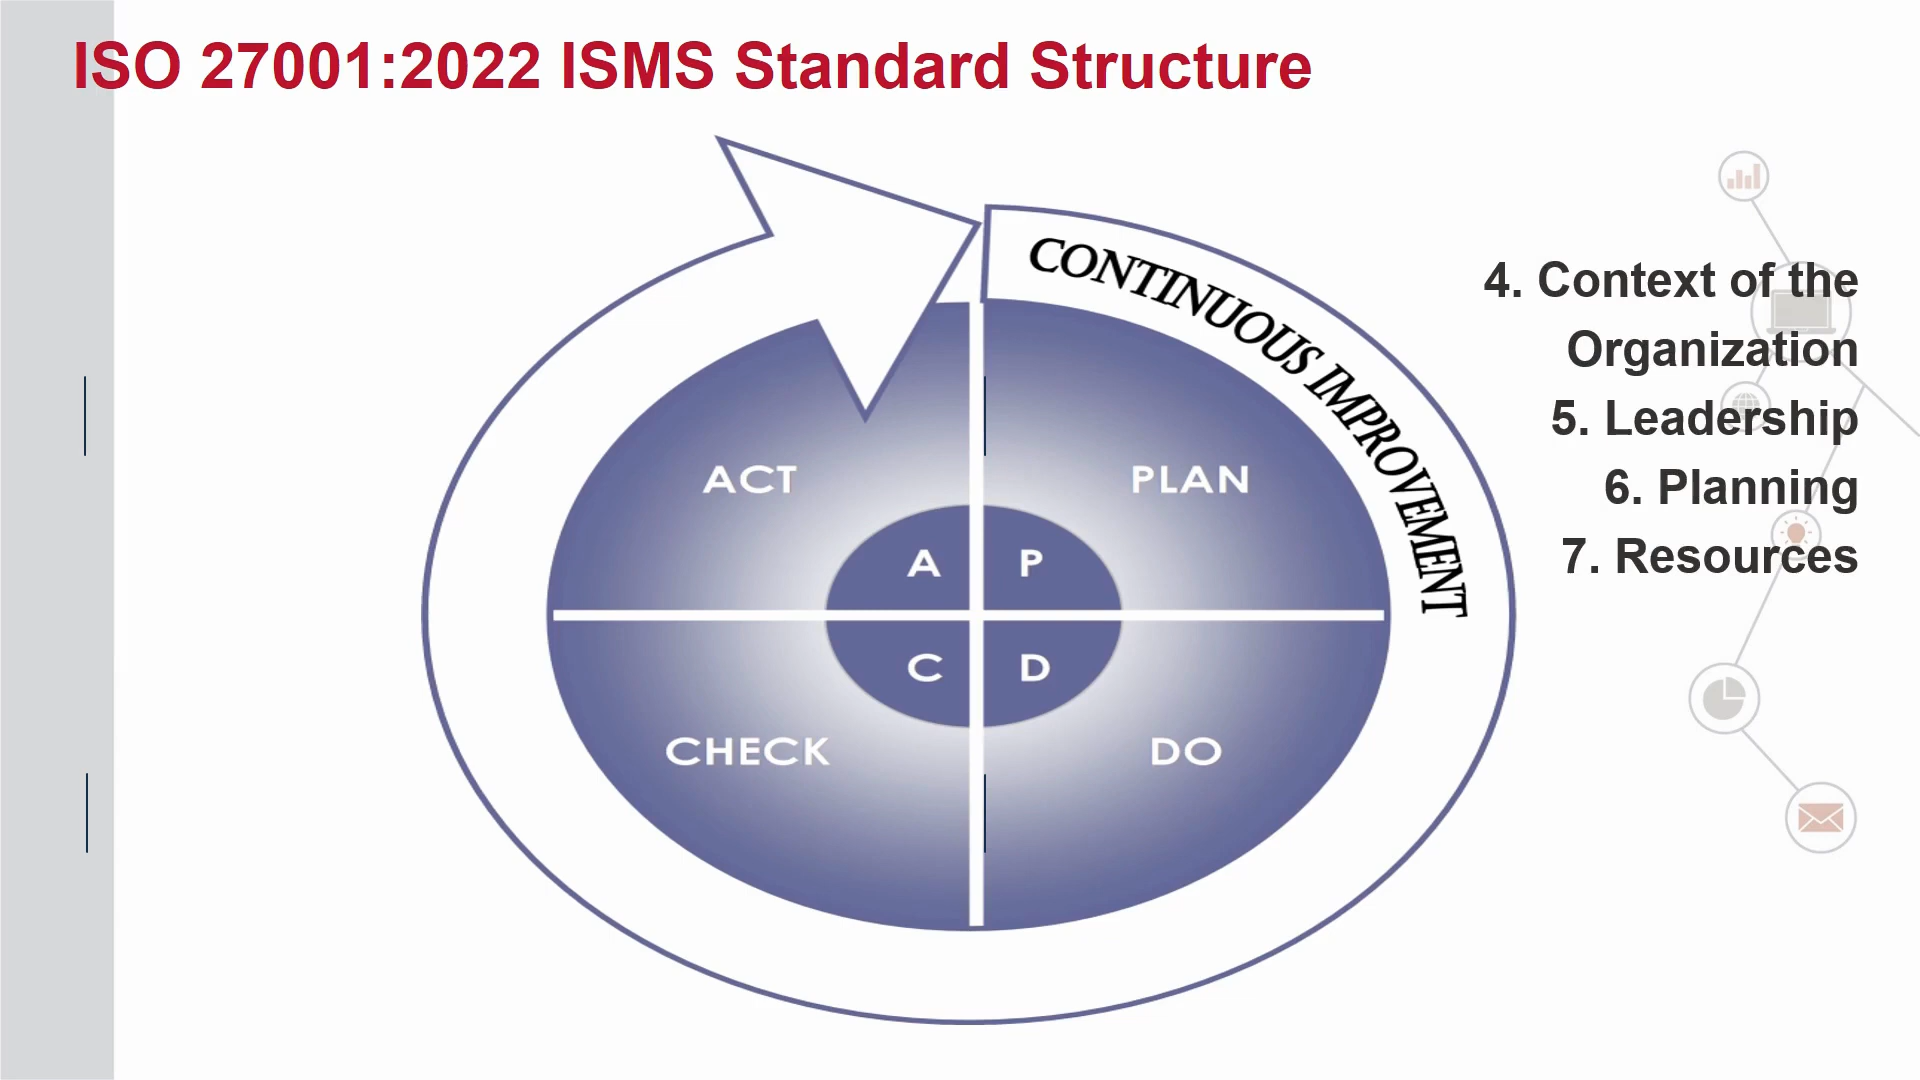 ISO 27001:2022 ISMS Standard Structure
CONTINUOUS IMPROVEMENT
4. Context of the
Organization
5. Leadership
6. Planning
7. Resources
ACT
PLAN
A
P
C
D
CHECK
DO